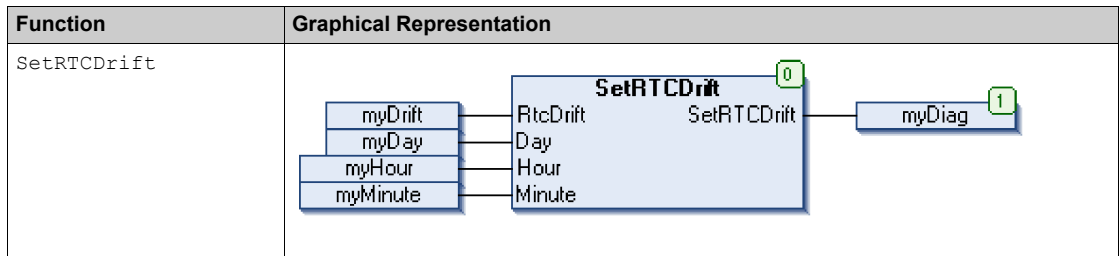 Function Graphical Representation
SetRTCDrift
0
SetRTCDrift
1
myDrift RtcDrift SetRTCDrift myDiag
myDay Day
myHour Hour
myMinute Minute